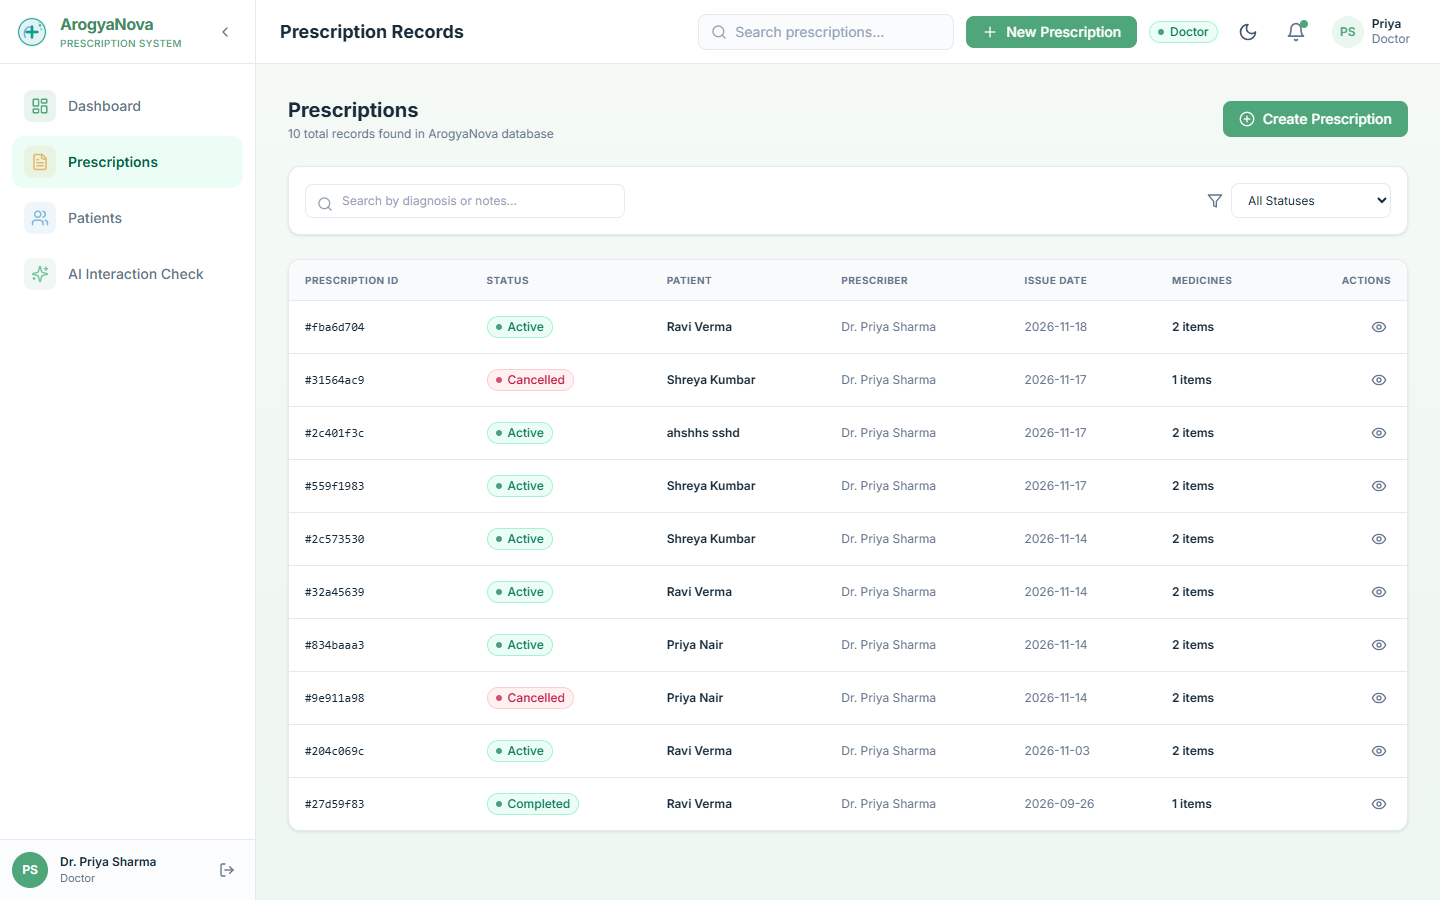 ArogyaNova
PRESCRIPTION SYSTEM
Dashboard
Prescriptions
Patients
AI Interaction Check
PS
Dr. Priya Sharma
Doctor
Prescription Records
Search prescriptions...
New Prescription
Doctor
PS
Priya
Doctor
Prescriptions
10 total records found in ArogyaNova database
Create Prescription
Search by diagnosis or notes...
All Statuses
PRESCRIPTION ID STATUS PATIENT PRESCRIBER ISSUE DATE MEDICINES ACTIONS
#fba6d704 Active Ravi Verma Dr. Priya Sharma 2026-11-18 2 items
#31564ac9 Cancelled Shreya Kumbar Dr. Priya Sharma 2026-11-17 1 items
#2c401f3c Active ahshhs sshd Dr. Priya Sharma 2026-11-17 2 items
#559f1983 Active Shreya Kumbar Dr. Priya Sharma 2026-11-17 2 items
#2c573530 Active Shreya Kumbar Dr. Priya Sharma 2026-11-14 2 items
#32a45639 Active Ravi Verma Dr. Priya Sharma 2026-11-14 2 items
#834baaa3 Active Priya Nair Dr. Priya Sharma 2026-11-14 2 items
#9e911a98 Cancelled Priya Nair Dr. Priya Sharma 2026-11-14 2 items
#204c069c Active Ravi Verma Dr. Priya Sharma 2026-11-03 2 items
#27d59f83 Completed Ravi Verma Dr. Priya Sharma 2026-09-26 1 items